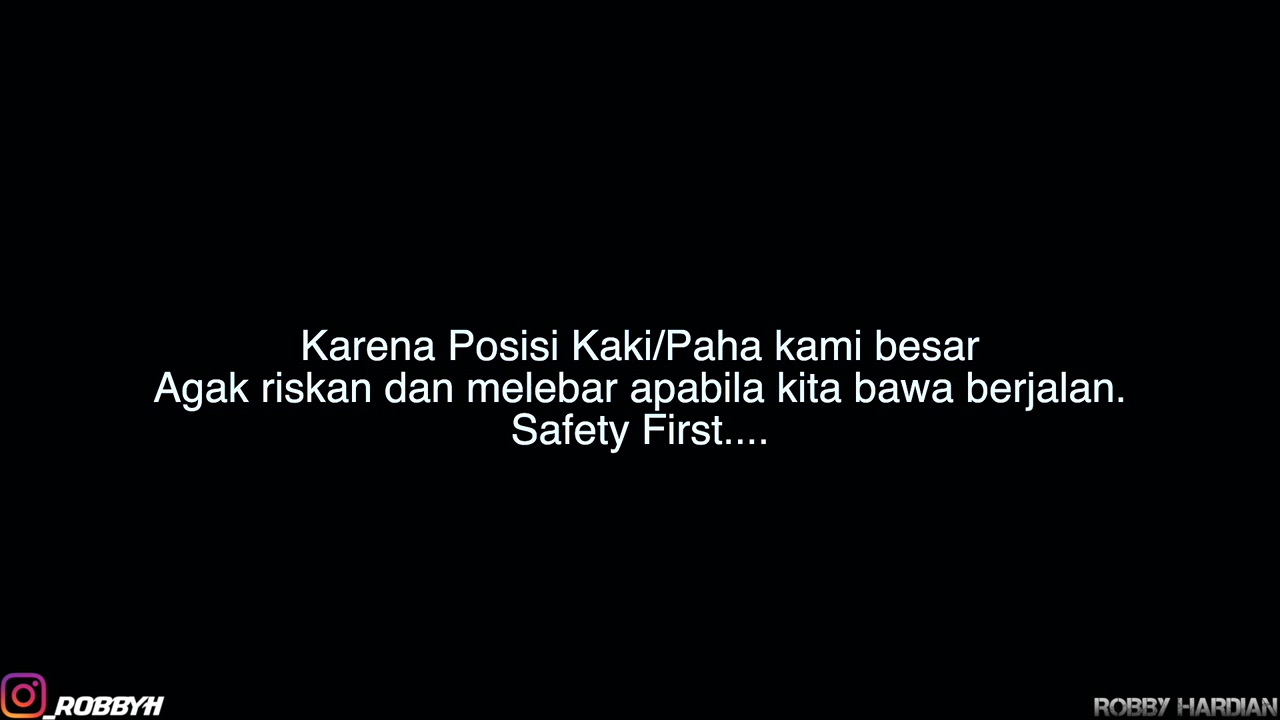 Karena Posisi Kaki/Paha kami besar
Agak riskan dan melebar apabila kita bawa berjalan.
Safety First....
_ROBBYH
ROBBY HARDIAN